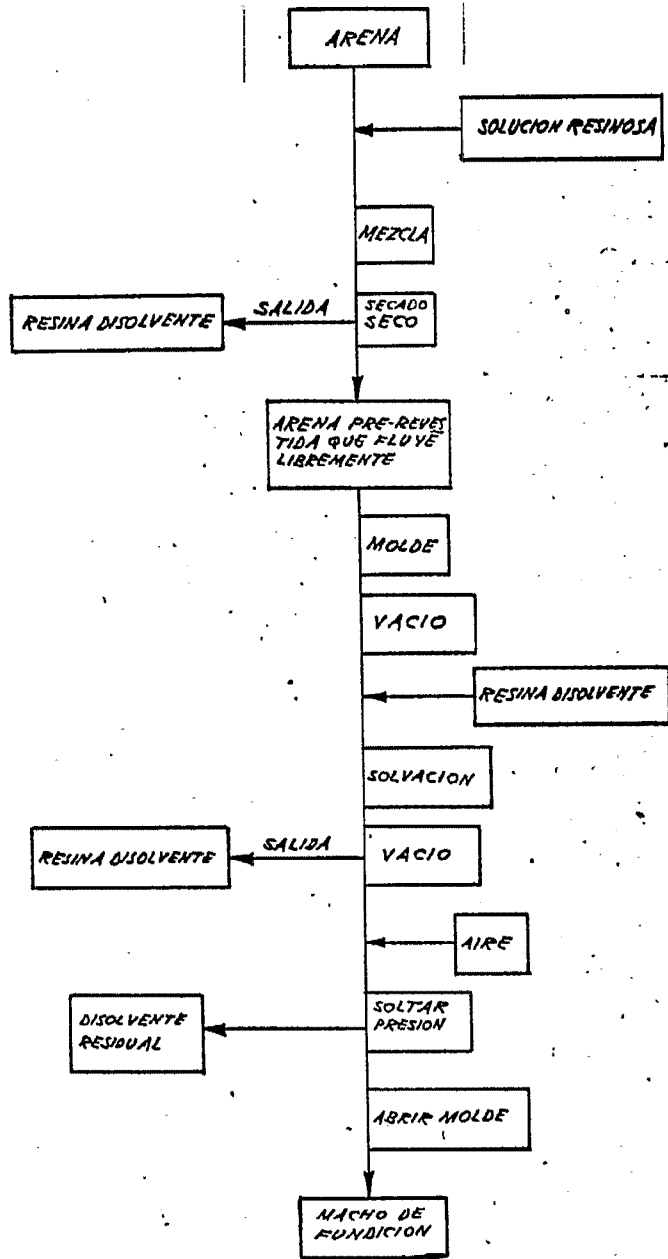 ARENA
SOLUCION RESINOSA
MEZCLA
RESINA DISOLVENTE
SALIDA
SECADO
SECO
ARENA PRE-REVES
TIDA QUE FLUYE
LIBREMENTE
MOLDE
VACIO
RESINA DISOLVENTE
SOLVACION
RESINA DISOLVENTE
SALIDA
VACIO
AIRE
DISOLVENTE
RESIDUAL
SOLTAR
PRESION
ABRIR MOLDE
MACHO DE
FUNDICION